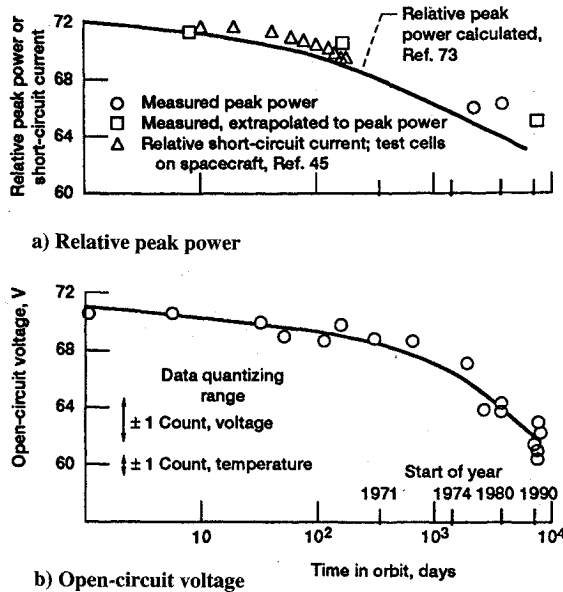 Relative peak power or
short-circuit current
72
68
64
60
Relative peak
power calculated,
Ref. 73
Measured peak power
Measured, extrapolated to peak power
Relative short-circuit current; test cells
on spacecraft, Ref. 45
a) Relative peak power
Open-circuit voltage, V
72
68
64
60
Data quantizing
range
± 1 Count, voltage
± 1 Count, temperature
Start of year
1971 1974 1980 1990
10 10² 10³ 10⁴
Time in orbit, days
b) Open-circuit voltage